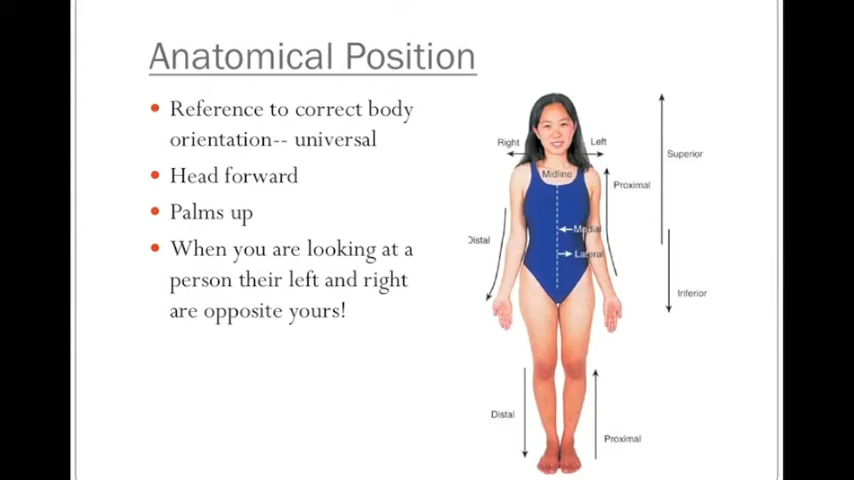 Anatomical Position
Reference to correct body
orientation-- universal
Head forward
Palms up
When you are looking at a
person their left and right
are opposite yours!
Right
Left
Superior
Midline
Proximal
Medial
Distal
Lateral
Inferior
Distal
Proximal